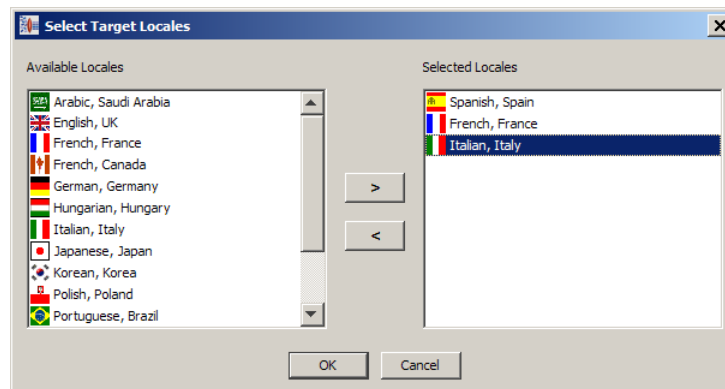 Select Target Locales
Available Locales
Arabic, Saudi Arabia
English, UK
French, France
French, Canada
German, Germany
Hungarian, Hungary
Italian, Italy
Japanese, Japan
Korean, Korea
Polish, Poland
Portuguese, Brazil
>
<
Selected Locales
Spanish, Spain
French, France
Italian, Italy
OK
Cancel